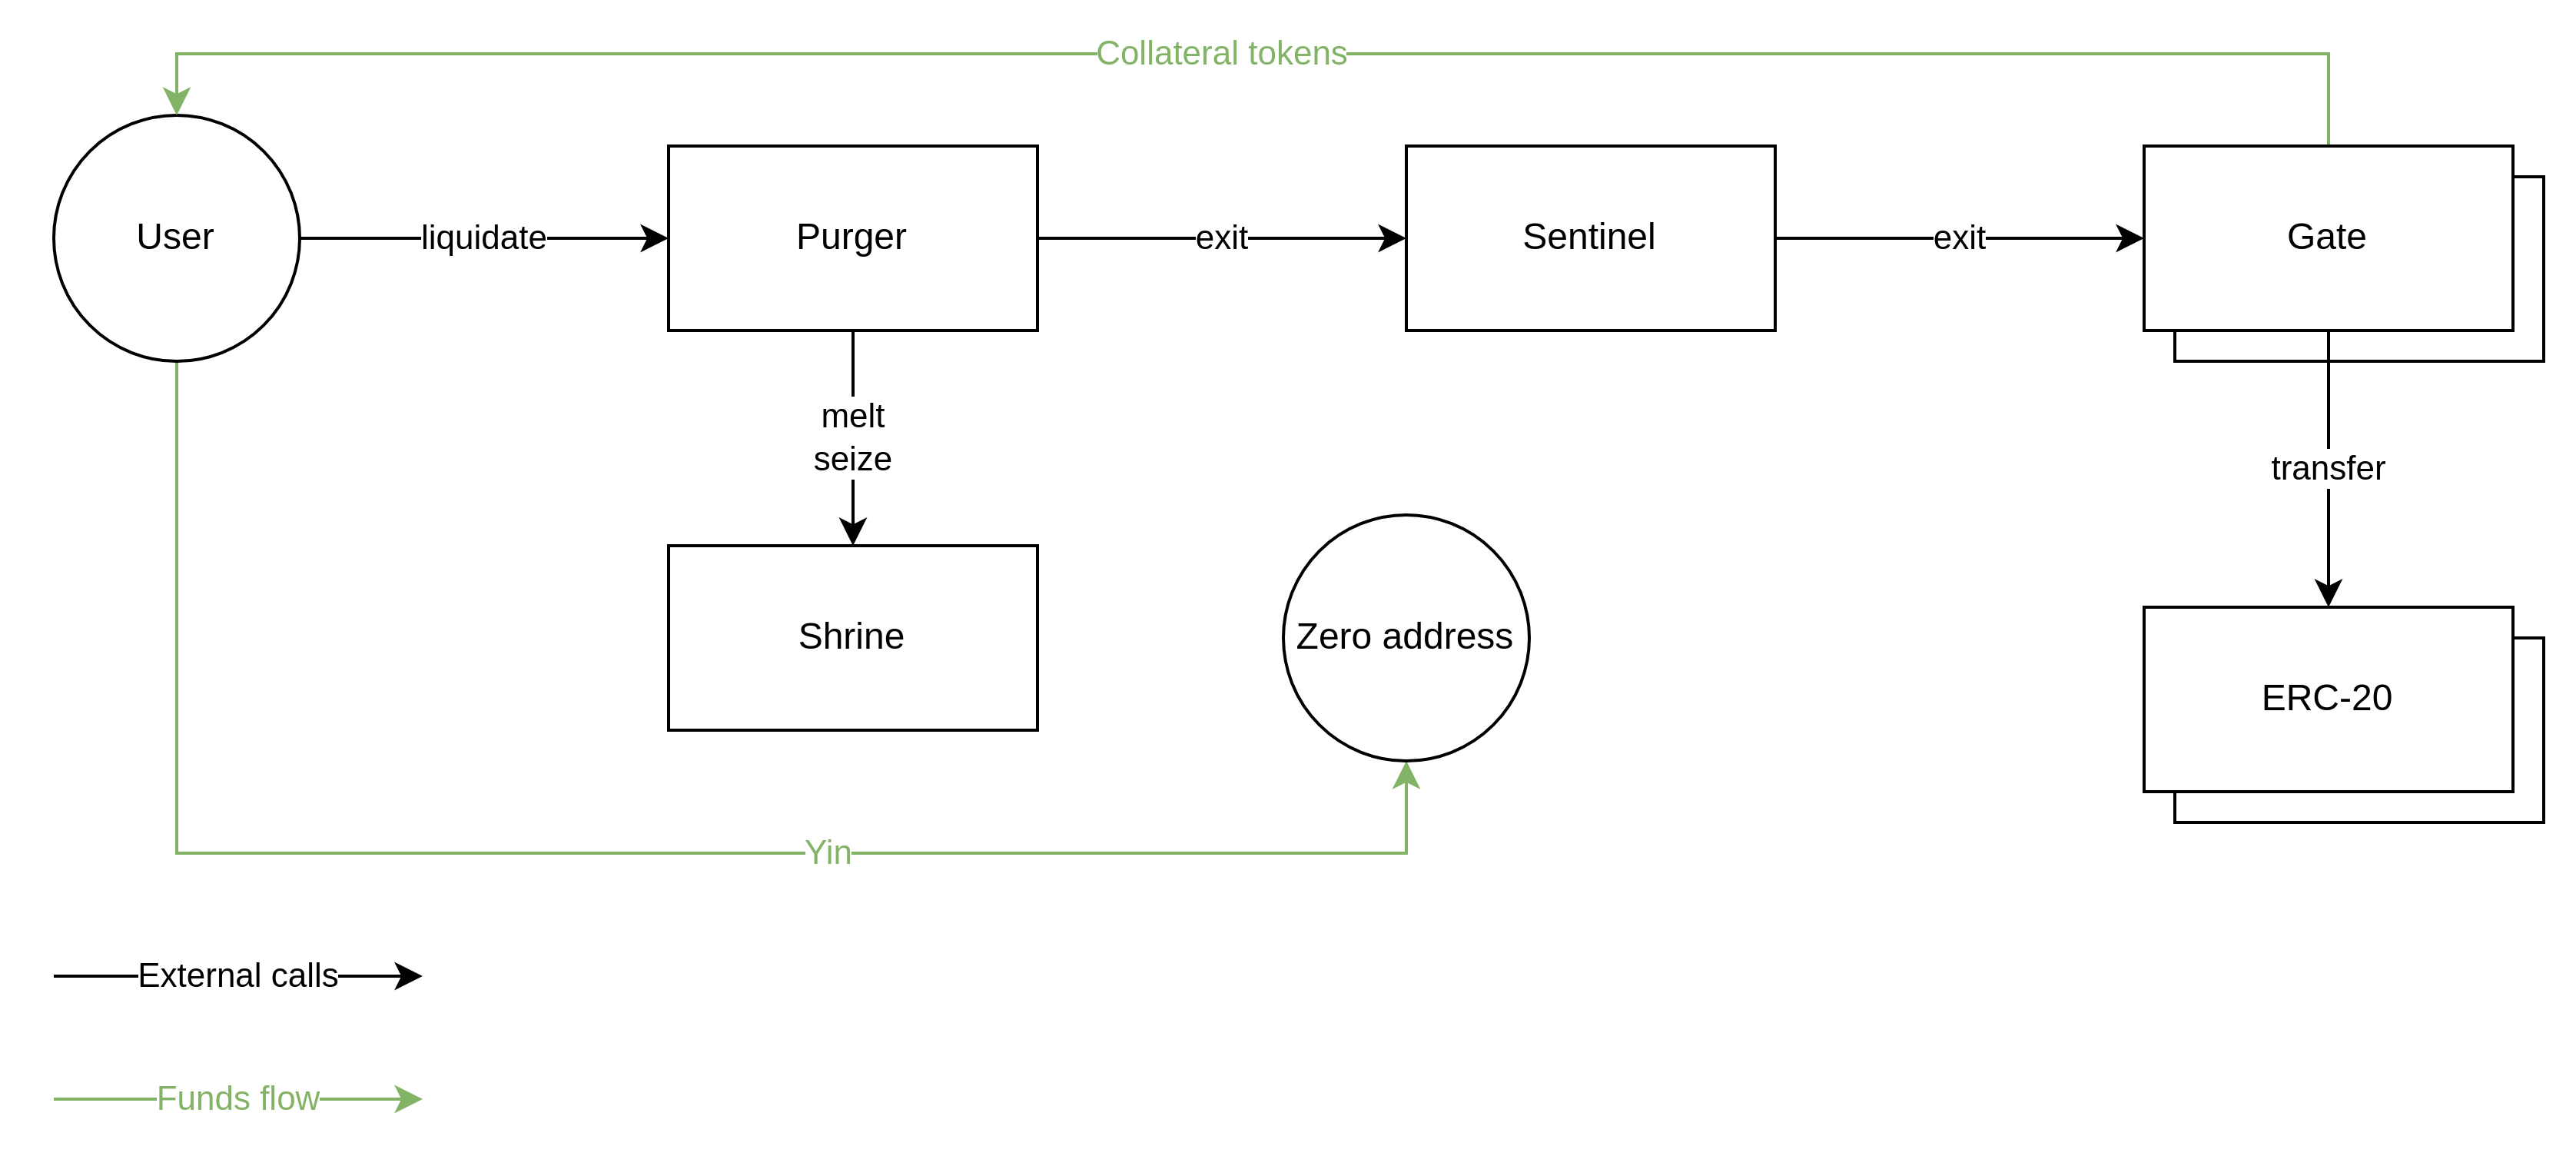 Collateral tokens
User
liquidate
Purger
exit
Sentinel
exit
Gate
melt
seize
transfer
Shrine
Zero address
ERC-20
Yin
External calls
Funds flow